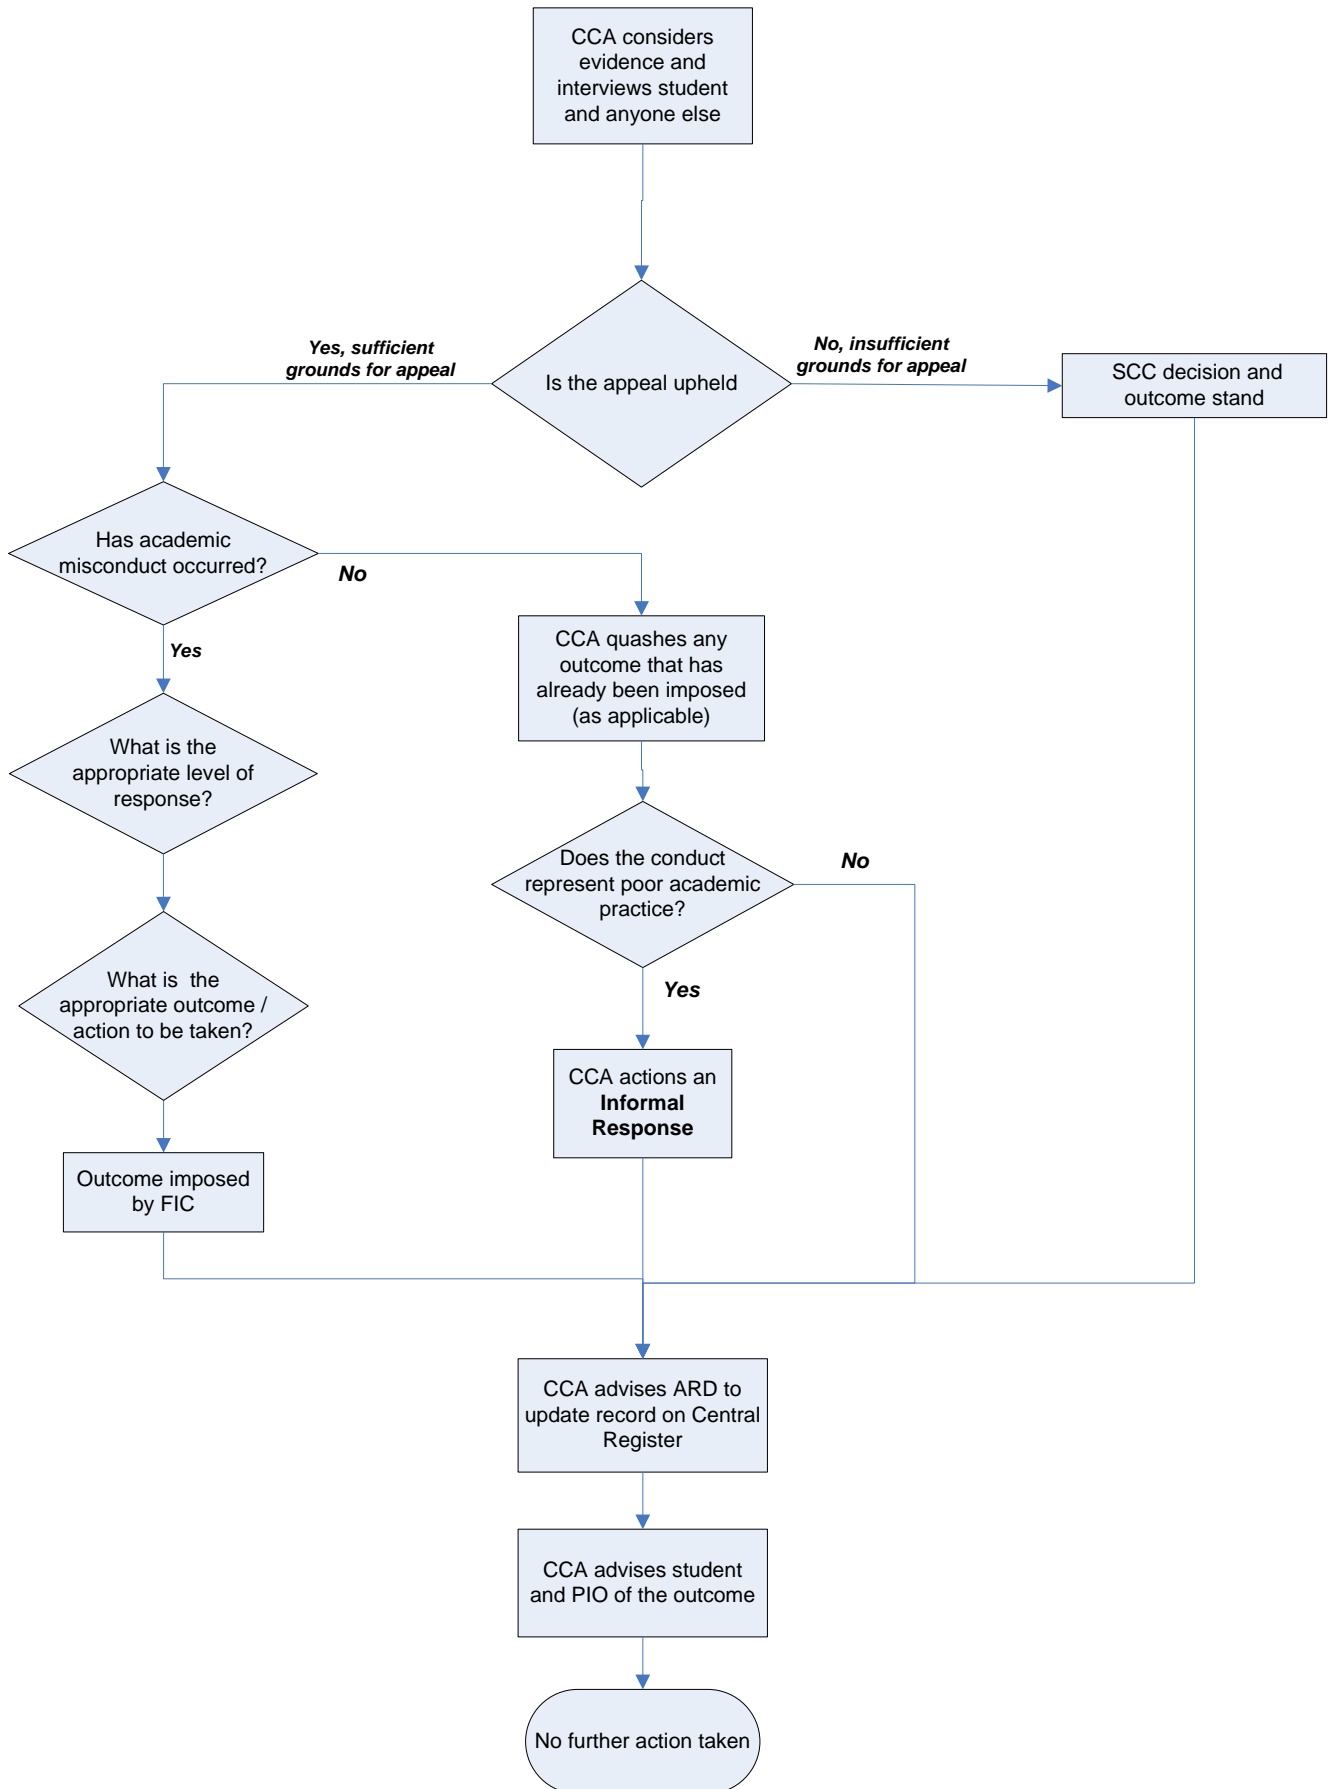 CCA considers
evidence and
interviews student
and anyone else
Yes, sufficient
grounds for appeal
Is the appeal upheld
No, insufficient
grounds for appeal
SCC decision and
outcome stand
Has academic
misconduct occurred?
No
Yes
CCA quashes any
outcome that has
already been imposed
(as applicable)
What is the
appropriate level of
response?
Does the conduct
represent poor academic
practice?
No
Yes
What is the
appropriate outcome /
action to be taken?
CCA actions an
Informal
Response
Outcome imposed
by FIC
CCA advises ARD to
update record on Central
Register
CCA advises student
and PIO of the outcome
No further action taken